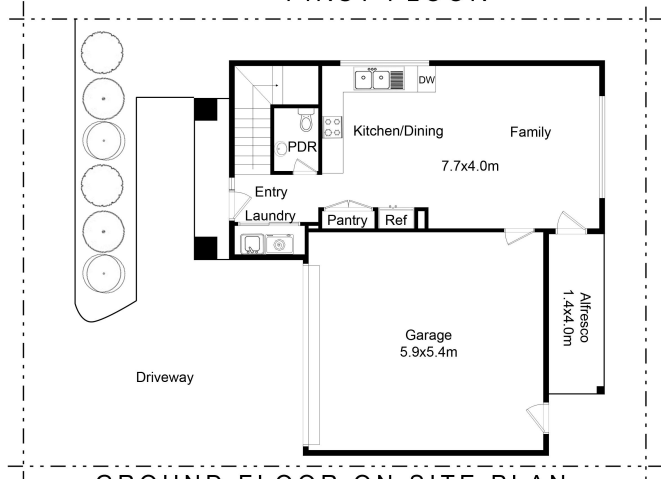 FIRST FLOOR
DW
Kitchen/Dining
Family
PDR
7.7x4.0m
Entry
Laundry
Pantry
Ref
Alfresco
1.4x4.0m
Garage
5.9x5.4m
Driveway
GROUND FLOOR ON SITE PLAN